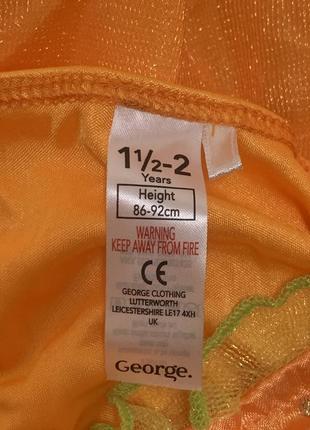 1½-2
Years
Height
86-92cm
WARNING
KEEP AWAY FROM FIRE
CE
GEORGE CLOTHING
LUTTERWORTH
LEICESTERSHIRE LE17 4XH
UK
George.